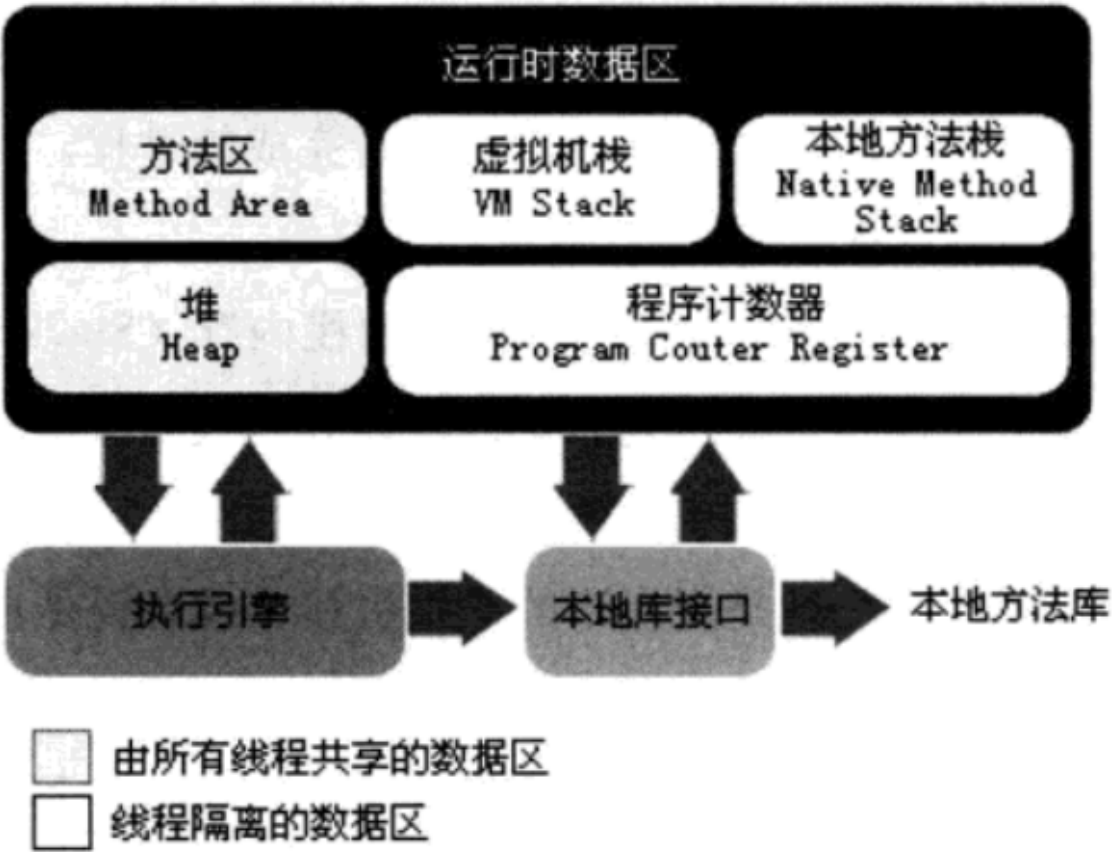 运行时数据区
方法区
Method Area
虚拟机栈
VM Stack
本地方法栈
Native Method
Stack
堆
Heap
程序计数器
Program Couter Register
执行引擎
本地库接口
本地方法库
由所有线程共享的数据区
线程隔离的数据区